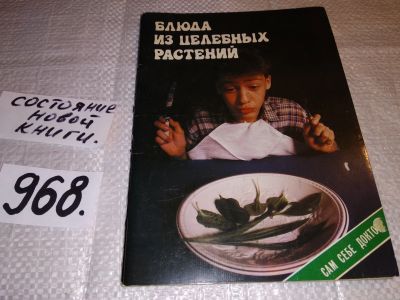 БЛЮДА
ИЗ ЦЕЛЕБНЫХ
РАСТЕНИЙ
СОСТОЯНИЕ
НОВОЙ
КНИГИ.
968.
САМ СЕБЕ ДОКТОР